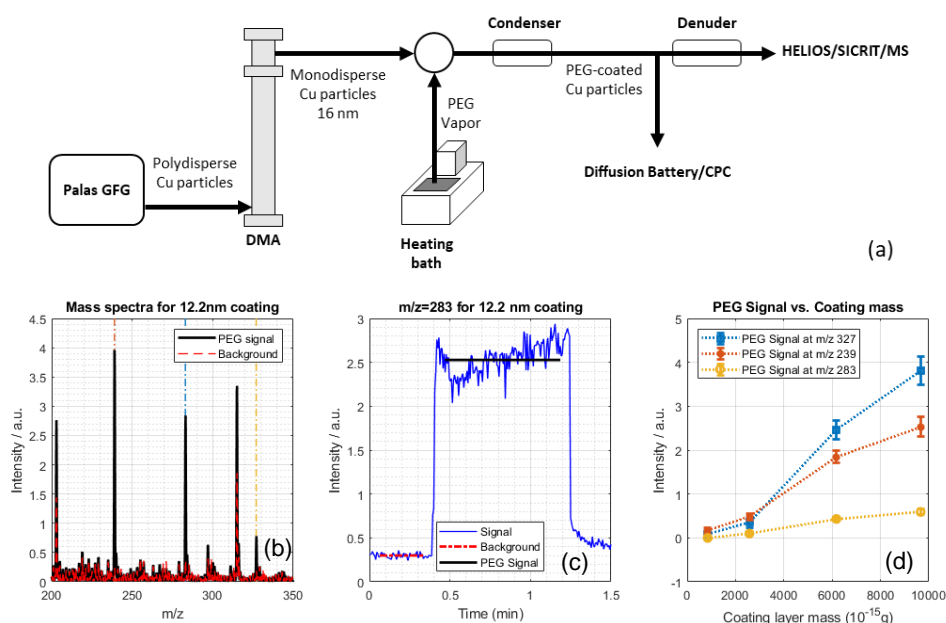 Condenser
Denuder
HELIOS/SICRIT/MS
Monodisperse
Cu particles
16 nm
PEG-coated
Cu particles
PEG
Vapor
Polydisperse
Cu particles
Palas GFG
Diffusion Battery/CPC
DMA
Heating
bath
(a)
Mass spectra for 12.2nm coating
4.5
4
3.5
3
2.5
2
1.5
1
0.5
0
200
250
300
350
Intensity / a.u.
m/z
PEG signal
Background
(b)
m/z=283 for 12.2 nm coating
3
2.5
2
1.5
1
0.5
0
0.0
0.5
1.0
1.5
Intensity / a.u.
Time (min)
Signal
Background
PEG Signal
(c)
PEG Signal vs. Coating mass
5
4
3
2
1
0
-1
0
2000
4000
6000
8000
10000
Intensity / a.u.
Coating layer mass (10⁻¹⁵g)
PEG Signal at m/z 327
PEG Signal at m/z 239
PEG Signal at m/z 283
(d)